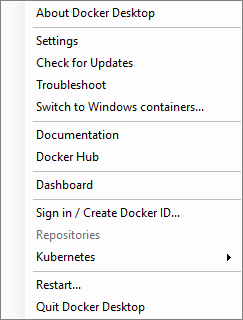 About Docker Desktop
Settings
Check for Updates
Troubleshoot
Switch to Windows containers...
Documentation
Docker Hub
Dashboard
Sign in / Create Docker ID...
Repositories
Kubernetes
Restart...
Quit Docker Desktop